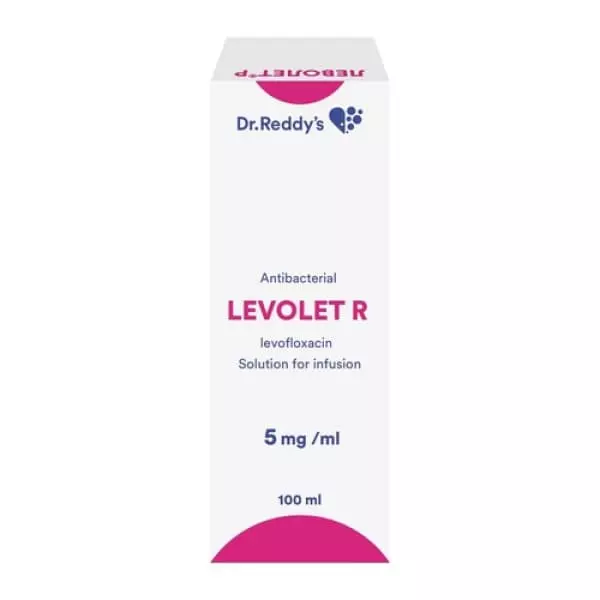 ЛЕВОЛЕТ®Р
Dr.Reddy's
Antibacterial
LEVOLET R
levofloxacin
Solution for infusion
5 mg /ml
100 ml